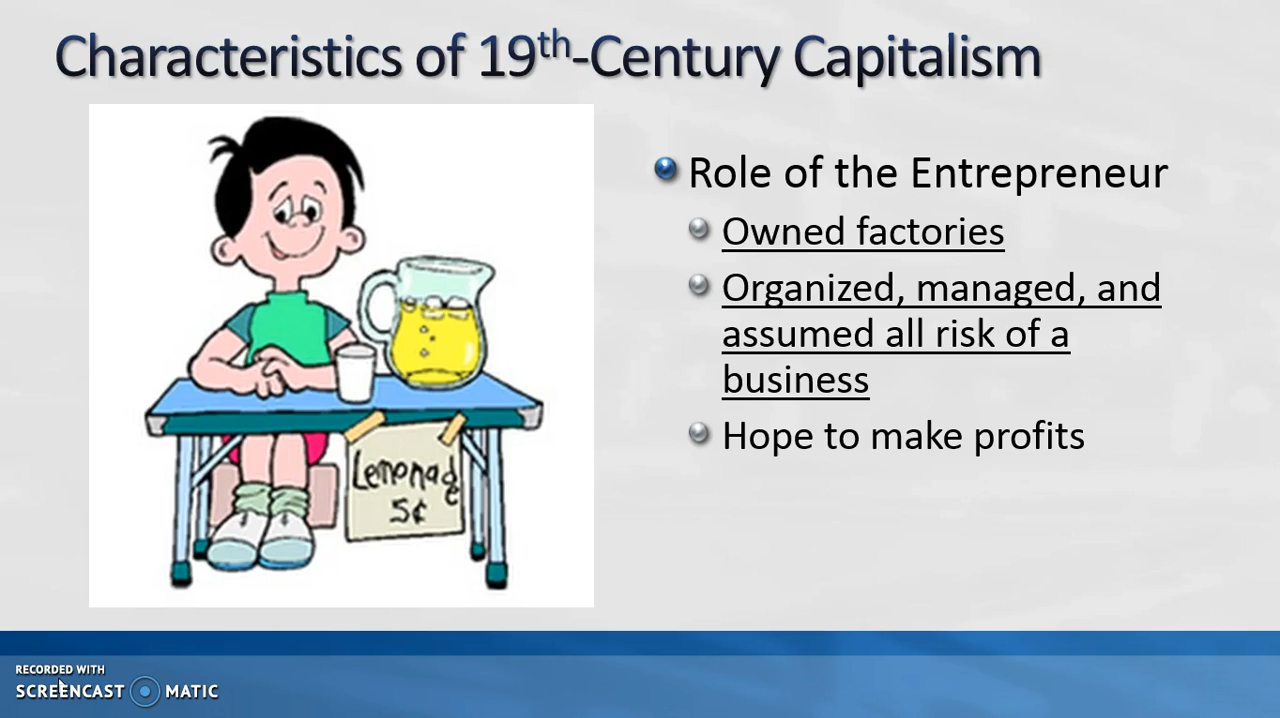 Characteristics of 19th-Century Capitalism
Role of the Entrepreneur
Owned factories
Organized, managed, and
assumed all risk of a
business
Hope to make profits
Lemonade
5¢
RECORDED WITH
SCREENCAST MATIC